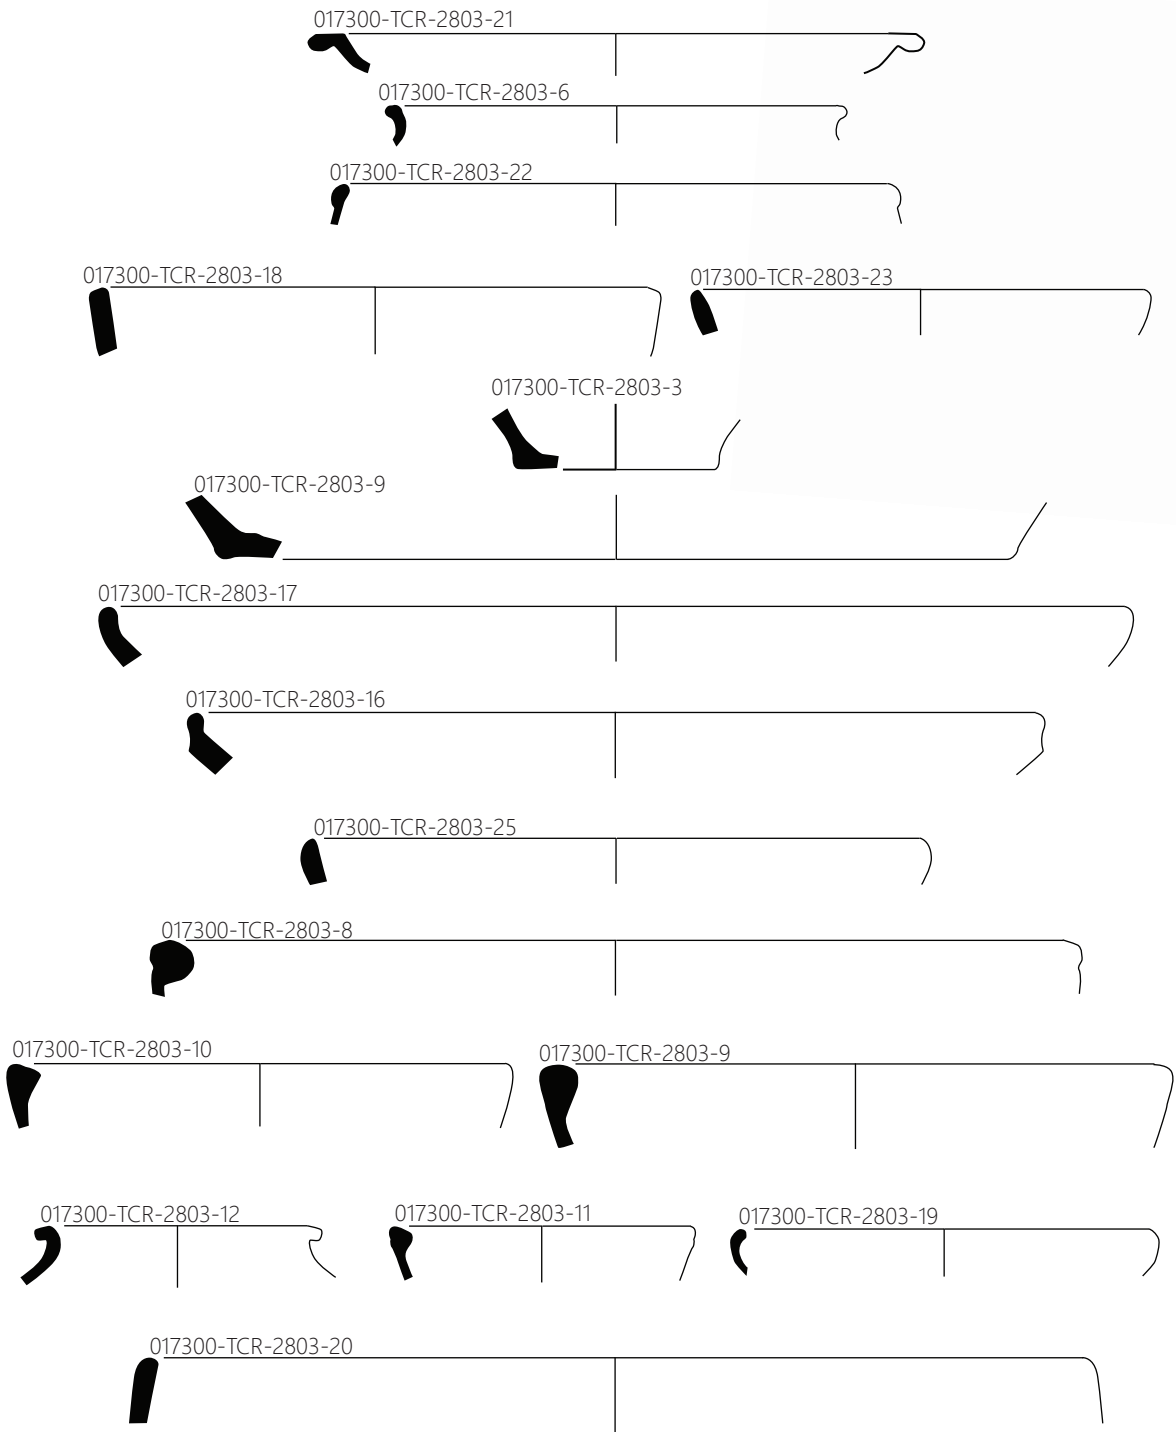 017300-TCR-2803-21
017300-TCR-2803-6
017300-TCR-2803-22
017300-TCR-2803-18
017300-TCR-2803-23
017300-TCR-2803-3
017300-TCR-2803-9
017300-TCR-2803-17
017300-TCR-2803-16
017300-TCR-2803-25
017300-TCR-2803-8
017300-TCR-2803-10
017300-TCR-2803-9
017300-TCR-2803-12
017300-TCR-2803-11
017300-TCR-2803-19
017300-TCR-2803-20